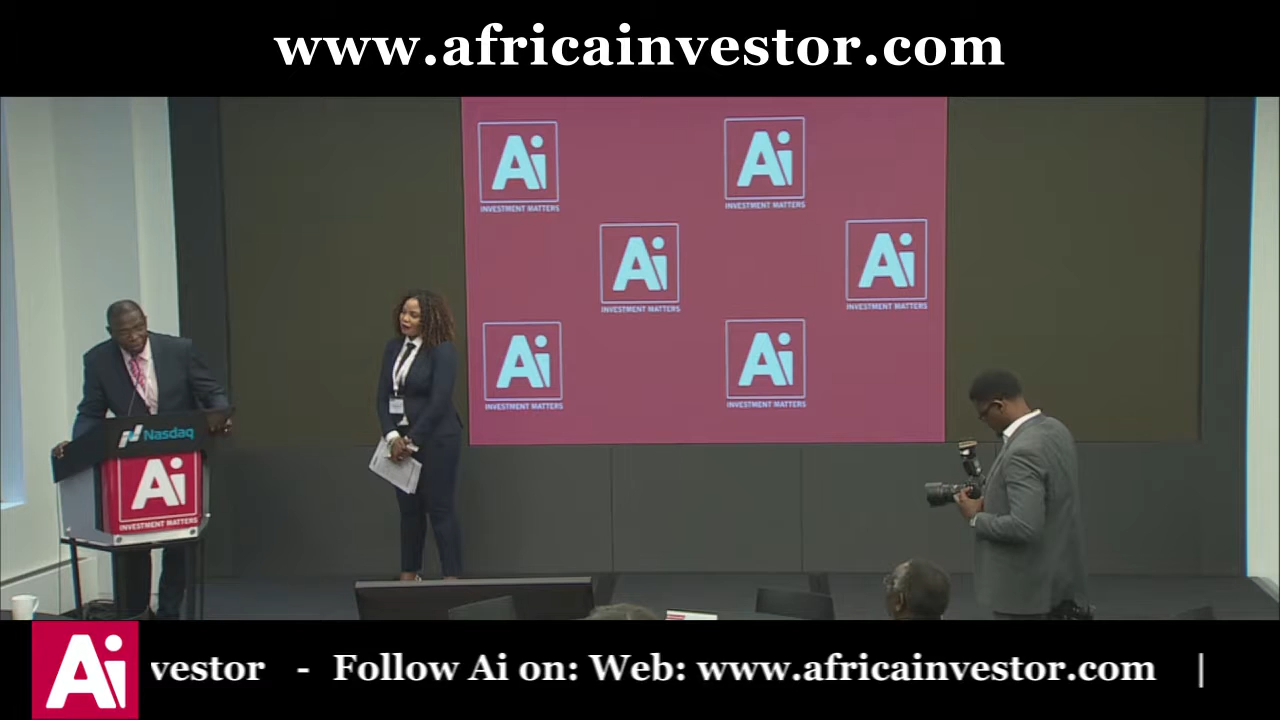 www.africainvestor.com
Ai
INVESTMENT MATTERS
Ai
INVESTMENT MATTERS
Ai
INVESTMENT MATTERS
Ai
INVESTMENT MATTERS
Ai
INVESTMENT MATTERS
Ai
INVESTMENT MATTERS
Nasdaq
Ai
INVESTMENT MATTERS
Ai
vestor - Follow Ai on: Web: www.africainvestor.com |